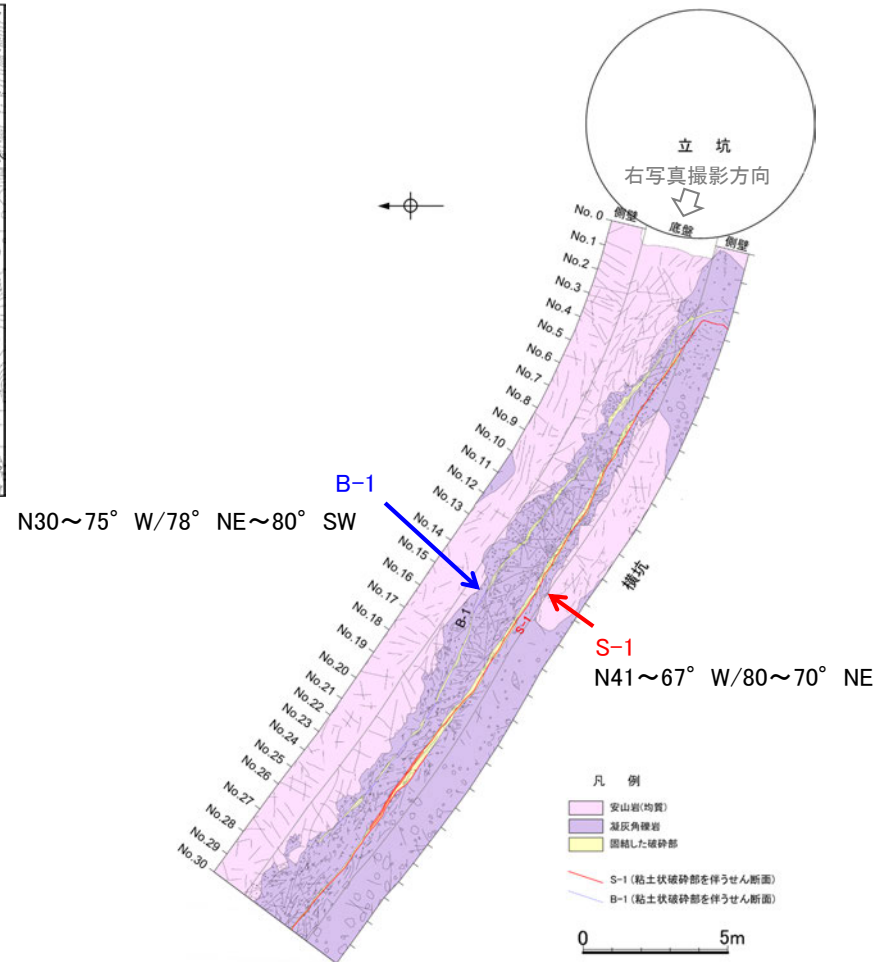 立 坑
右写真撮影方向
側壁
底盤
側壁
No.0
No.1
No.2
No.3
No.4
No.5
No.6
No.7
No.8
No.9
No.10
No.11
No.12
No.13
No.14
No.15
No.16
No.17
No.18
No.19
No.20
No.21
No.22
No.23
No.24
No.25
No.26
No.27
No.28
No.29
No.30
B-1
N30～75° W/78° NE～80° SW
B-1
S-1
横坑
S-1
N41～67° W/80～70° NE
凡 例
安山岩(均質)
凝灰角礫岩
固結した破砕部
S-1 (粘土状破砕部を伴うせん断面)
B-1 (粘土状破砕部を伴うせん断面)
0 5m